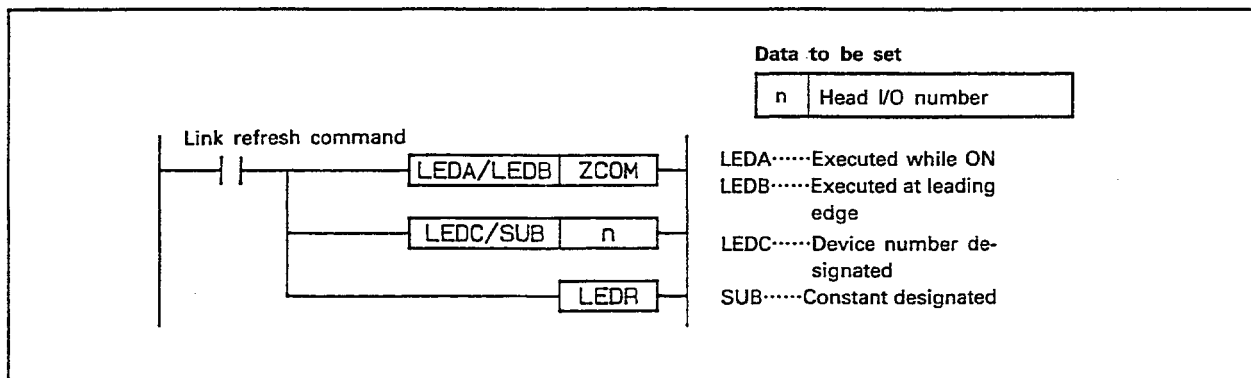 Data to be set
n Head I/O number
Link refresh command
LEDA/LEDB ZCOM
LEDC/SUB n
LEDR
LEDA······Executed while ON
LEDB······Executed at leading
edge
LEDC······Device number de-
signated
SUB······Constant designated